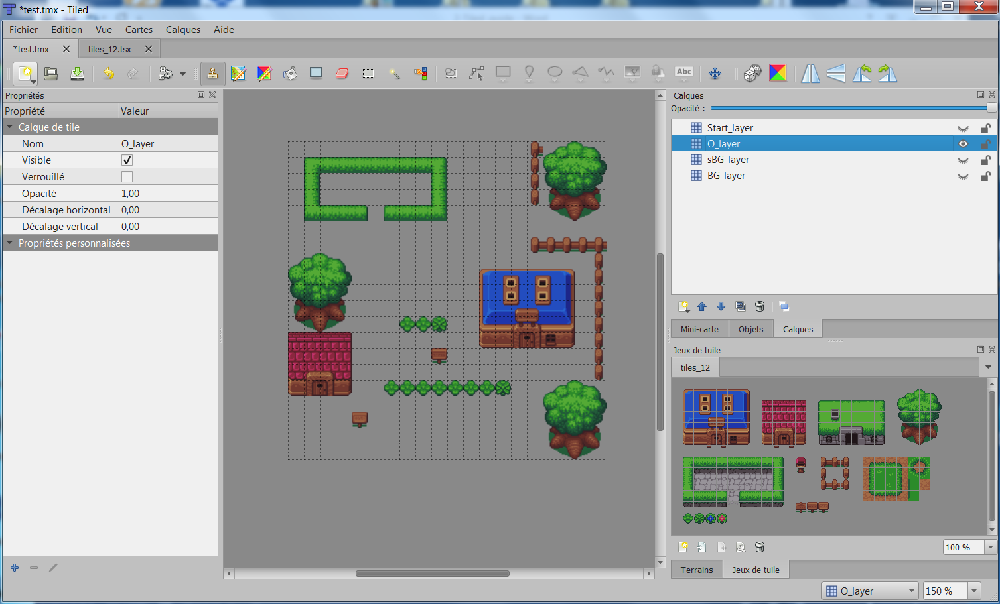 *test.tmx - Tiled
Fichier Edition Vue Cartes Calques Aide
*test.tmx tiles_12.tsx
Abc
Propriétés
Propriété Valeur
Calque de tile
Nom O_layer
Visible
Verrouillé
Opacité 1,00
Décalage horizontal 0,00
Décalage vertical 0,00
Propriétés personnalisées
Calques
Opacité :
Start_layer
O_layer
sBG_layer
BG_layer
Mini-carte Objets Calques
Jeux de tuile
tiles_12
100 %
Terrains Jeux de tuile
O_layer 150 %